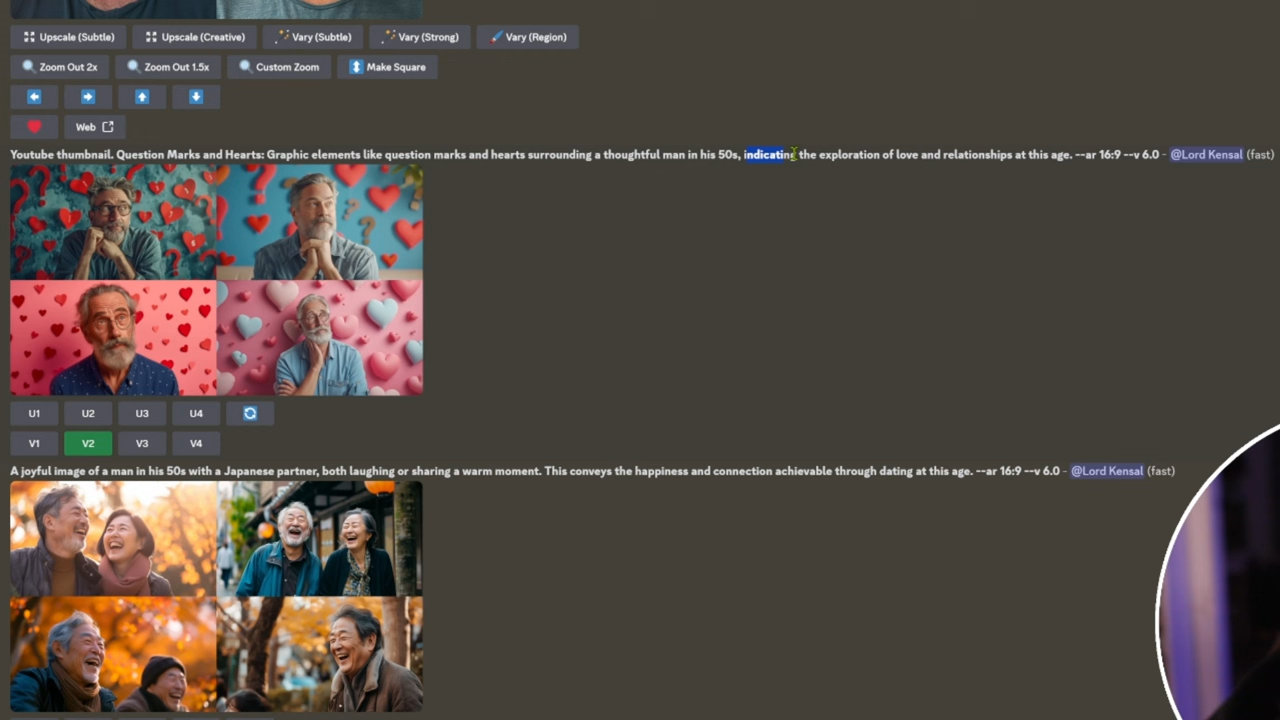 Upscale (Subtle) Upscale (Creative) Vary (Subtle) Vary (Strong) Vary (Region)
Zoom Out 2x Zoom Out 1.5x Custom Zoom Make Square
Web
Youtube thumbnail. Question Marks and Hearts: Graphic elements like question marks and hearts surrounding a thoughtful man in his 50s, indicating the exploration of love and relationships at this age. --ar 16:9 --v 6.0 - @Lord Kensal (fast)
U1 U2 U3 U4
V1 V2 V3 V4
A joyful image of a man in his 50s with a Japanese partner, both laughing or sharing a warm moment. This conveys the happiness and connection achievable through dating at this age. --ar 16:9 --v 6.0 - @Lord Kensal (fast)